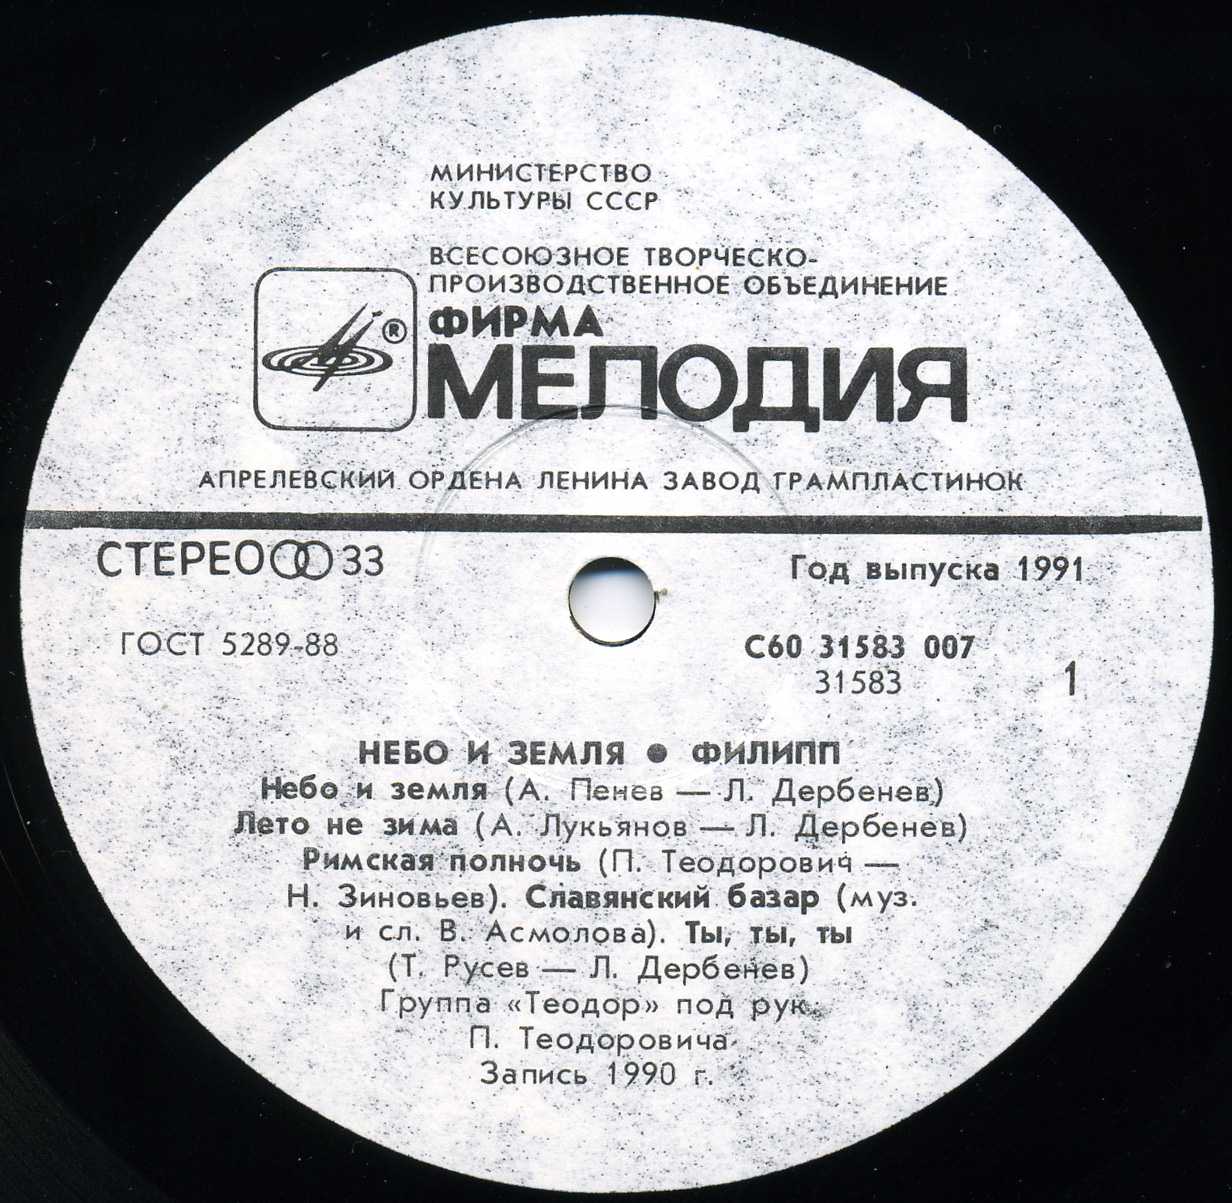 МИНИСТЕРСТВО
КУЛЬТУРЫ СССР
ВСЕСОЮЗНОЕ ТВОРЧЕСКО-
ПРОИЗВОДСТВЕННОЕ ОБЪЕДИНЕНИЕ
ФИРМА
®
МЕЛОДИЯ
АПРЕЛЕВСКИЙ ОРДЕНА ЛЕНИНА ЗАВОД ГРАМПЛАСТИНОК
СТЕРЕО 33
Год выпуска 1991
ГОСТ 5289-88
С60 31583 007
31583
1
НЕБО И ЗЕМЛЯ ● ФИЛИПП
Небо и земля (А. Пенев — Л. Дербенев)
Лето не зима (А. Лукьянов — Л. Дербенев)
Римская полночь (П. Теодорович —
Н. Зиновьев). Славянский базар (муз.
и сл. В. Асмолова). Ты, ты, ты
(Т. Русев — Л. Дербенев)
Группа «Теодор» под рук.
П. Теодоровича
Запись 1990 г.